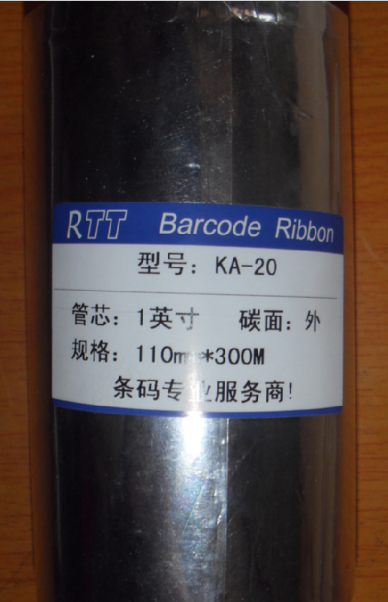 RTT Barcode Ribbon
型号: KA-20
管芯: 1英寸 碳面: 外
规格: 110mm*300M
条码专业服务商!